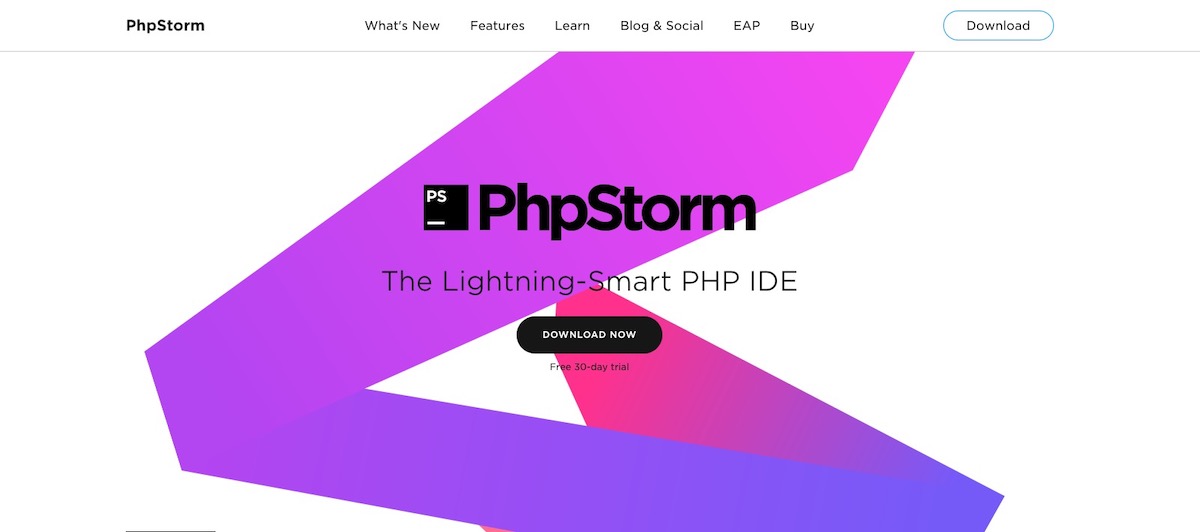 PhpStorm What's New Features Learn Blog & Social EAP Buy Download
PS PhpStorm
The Lightning-Smart PHP IDE
DOWNLOAD NOW
Free 30-day trial